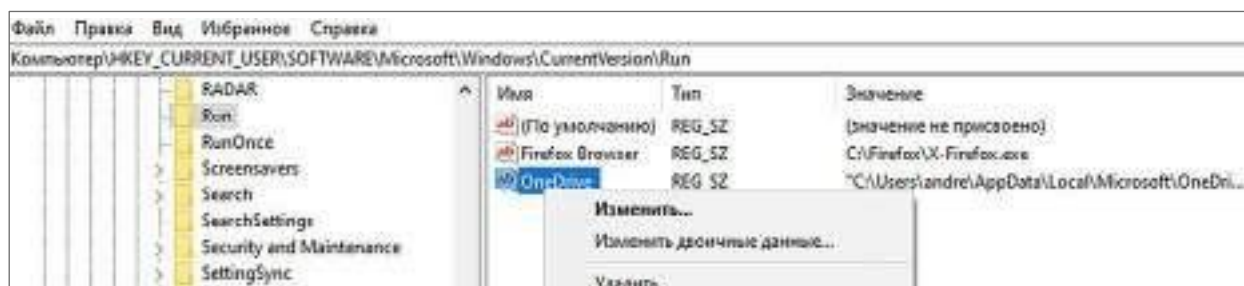 Файл Правка Вид Избранное Справка
Компьютер\HKEY_CURRENT_USER\SOFTWARE\Microsoft\Windows\CurrentVersion\Run
RADAR
Run
RunOnce
Screensavers
Search
SearchSettings
Security and Maintenance
SettingSync
Имя Тип Значение
(По умолчанию) REG_SZ (значение не присвоено)
Firefox Browser REG_SZ C:\Firefox\X-Firefox.exe
OneDrive REG_SZ "C:\Users\andre\AppData\Local\Microsoft\OneDri...
Изменить...
Изменить двоичные данные...
Удалить